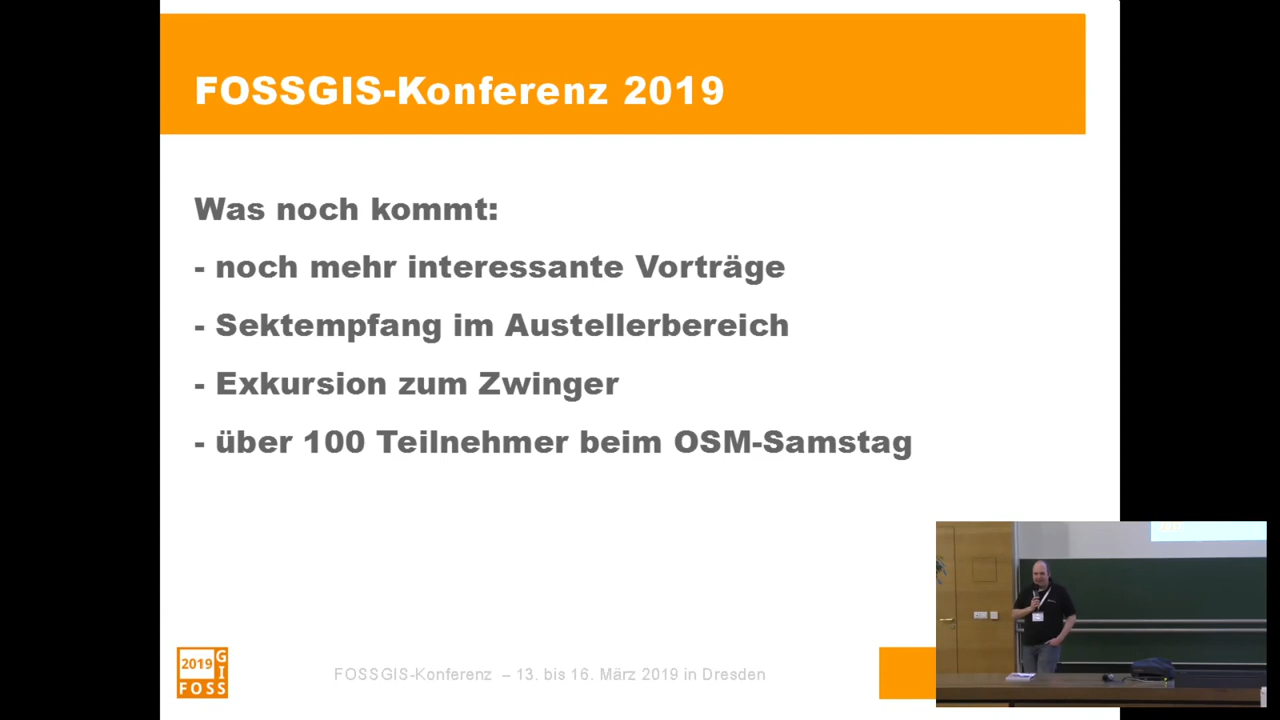 FOSSGIS-Konferenz 2019
Was noch kommt:
- noch mehr interessante Vorträge
- Sektempfang im Austellerbereich
- Exkursion zum Zwinger
- über 100 Teilnehmer beim OSM-Samstag
2019 GIS
FOSS
FOSSGIS-Konferenz – 13. bis 16. März 2019 in Dresden